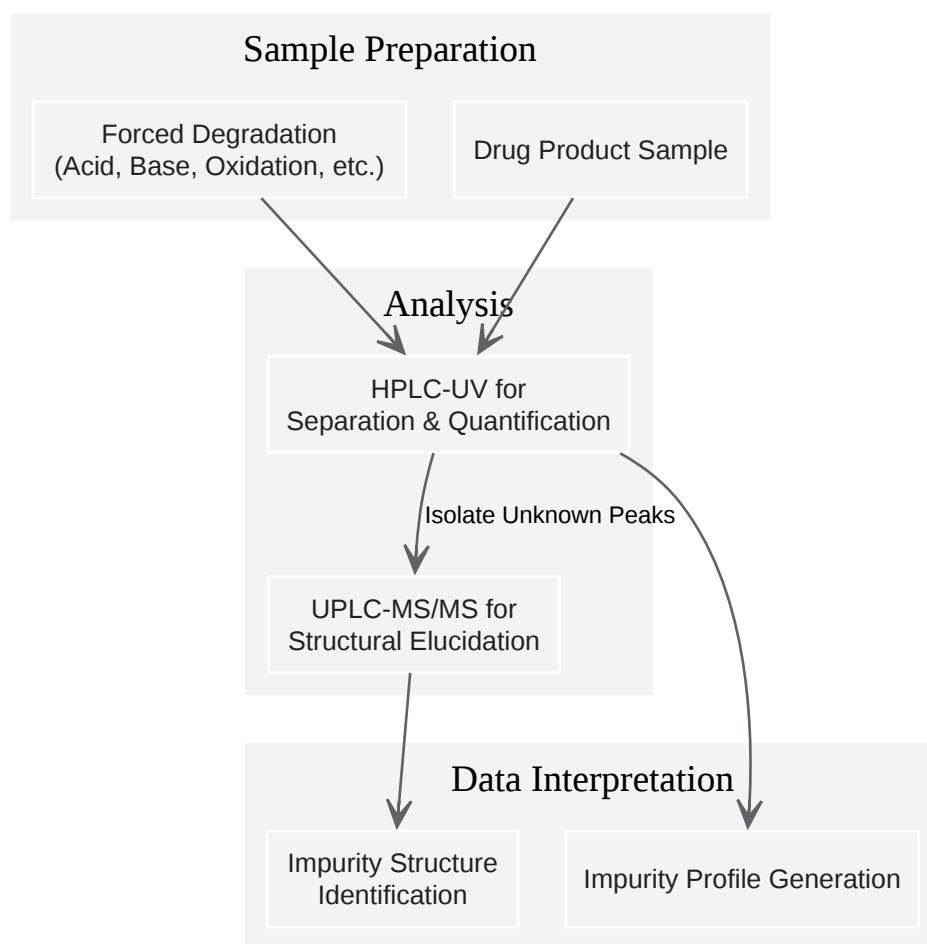 Sample Preparation
Forced Degradation
(Acid, Base, Oxidation, etc.)
Drug Product Sample
Analysis
HPLC-UV for
Separation & Quantification
Isolate Unknown Peaks
UPLC-MS/MS for
Structural Elucidation
Data Interpretation
Impurity Structure
Identification
Impurity Profile Generation